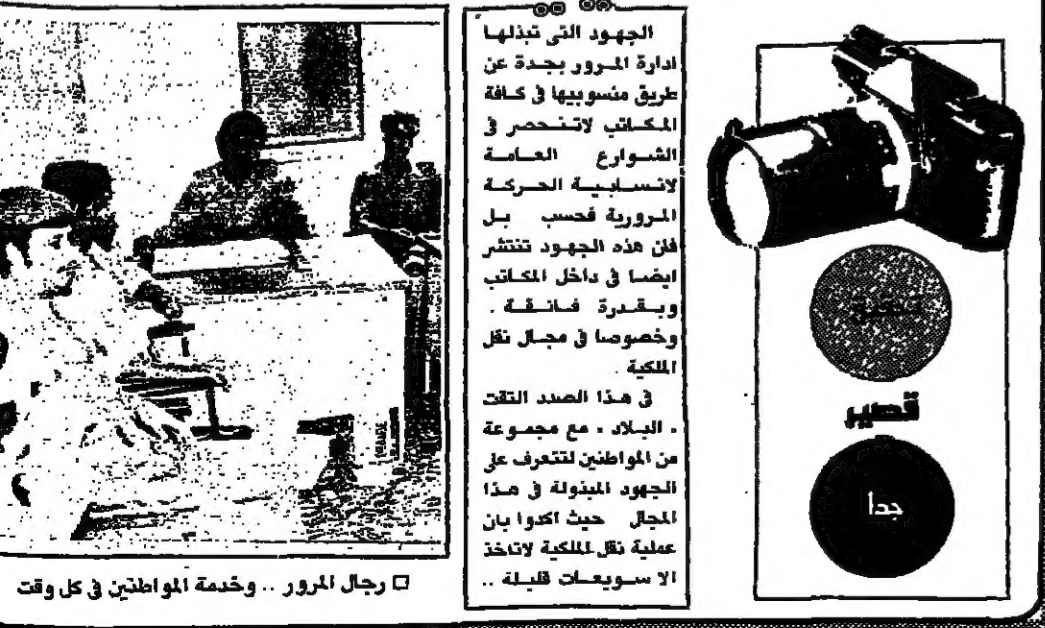 تحقيق
قصير
جداً
الجهود التى تبذلها
ادارة المرور بجدة عن
طريق منسوبيها فى كافة
المكاتب لاتنحصر فى
الشوارع العامة
لانسابية الحركة
المرورية فحسب بل
فان هذه الجهود تنتشر
ايضا فى داخل المكاتب
وبقدرة فائقة .
وخصوصا فى مجال نقل
الملكية
فى هذا الصدد التقت
« البلاد » مع مجموعة
من المواطنين لتتعرف على
الجهود المبذولة فى هذا
المجال حيث اكدوا بان
عملية نقل الملكية لاتاخذ
الا سويعات قليلة ..
□ رجال المرور .. وخدمة المواطنين فى كل وقت